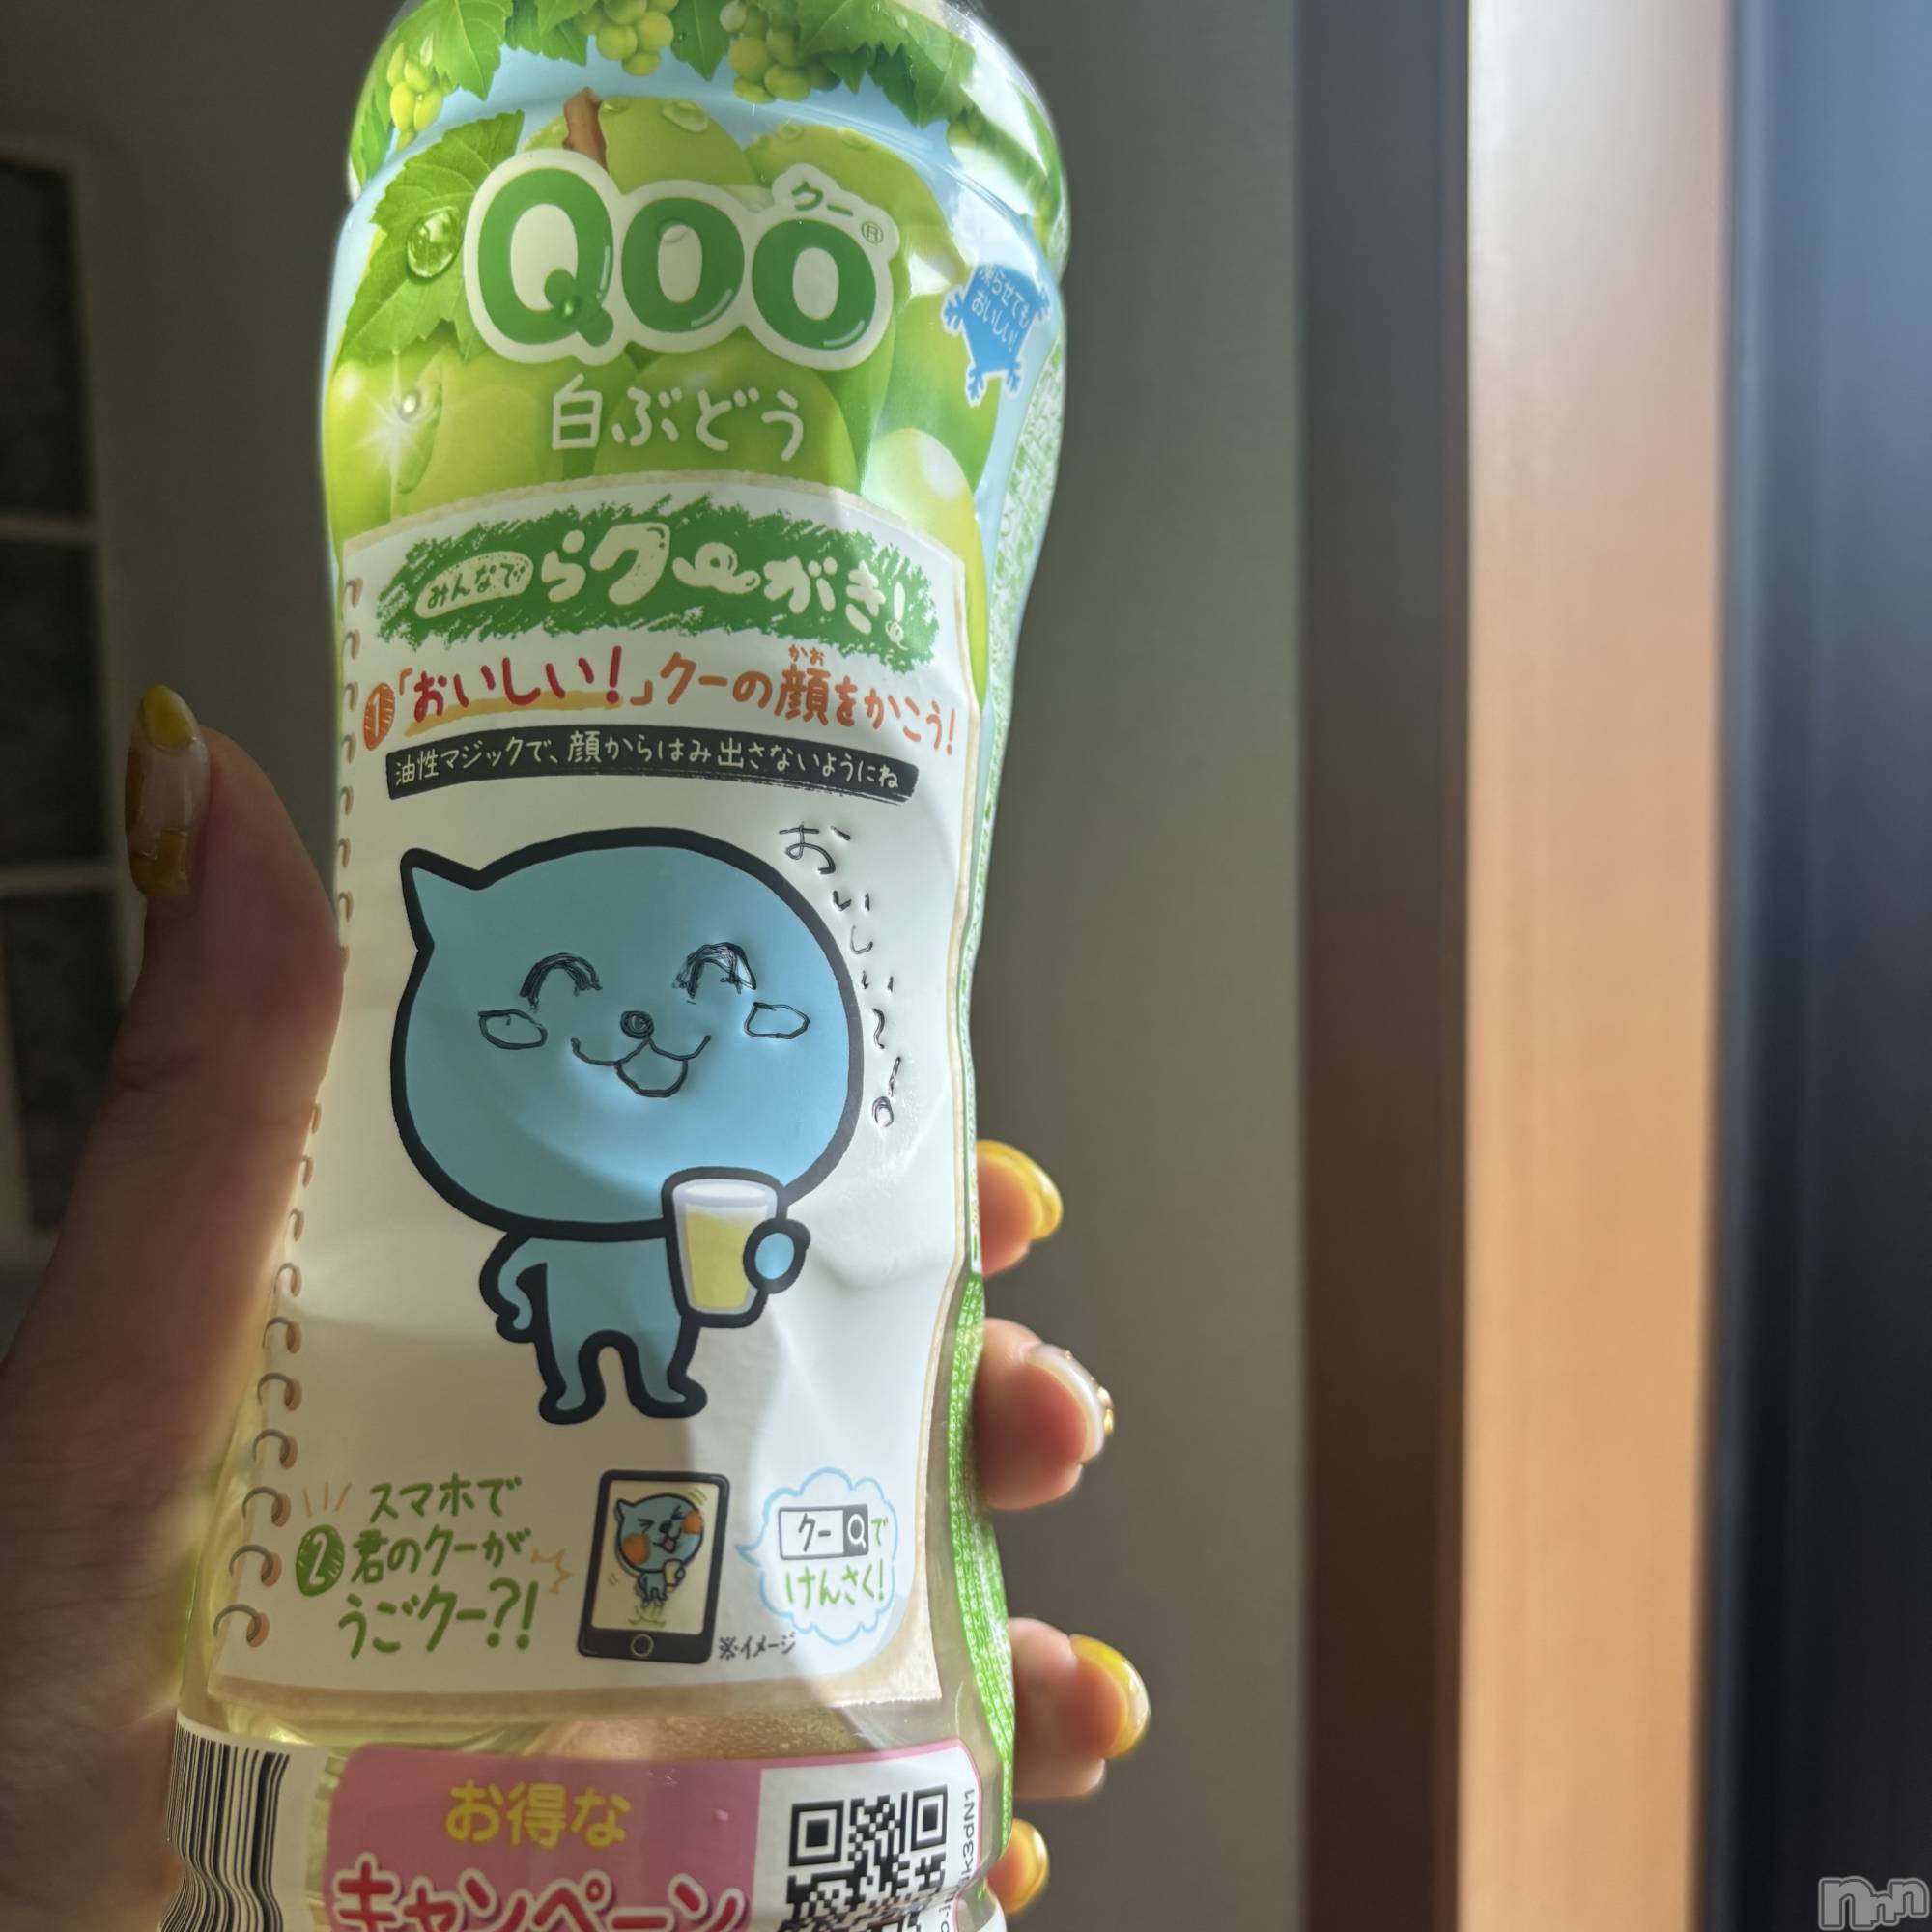 クー
Qoo®
凍らせても
おいしい!
白ぶどう
みんなで らクーがき!
かお
1「おいしい!」クーの顔をかこう!
油性マジックで、顔からはみ出さないようにね
おいしい〜!
2 スマホで
君のクーが
うごクー?!
※イメージ
クーで
けんさく!
お得な
キャンペーン
k3dN1